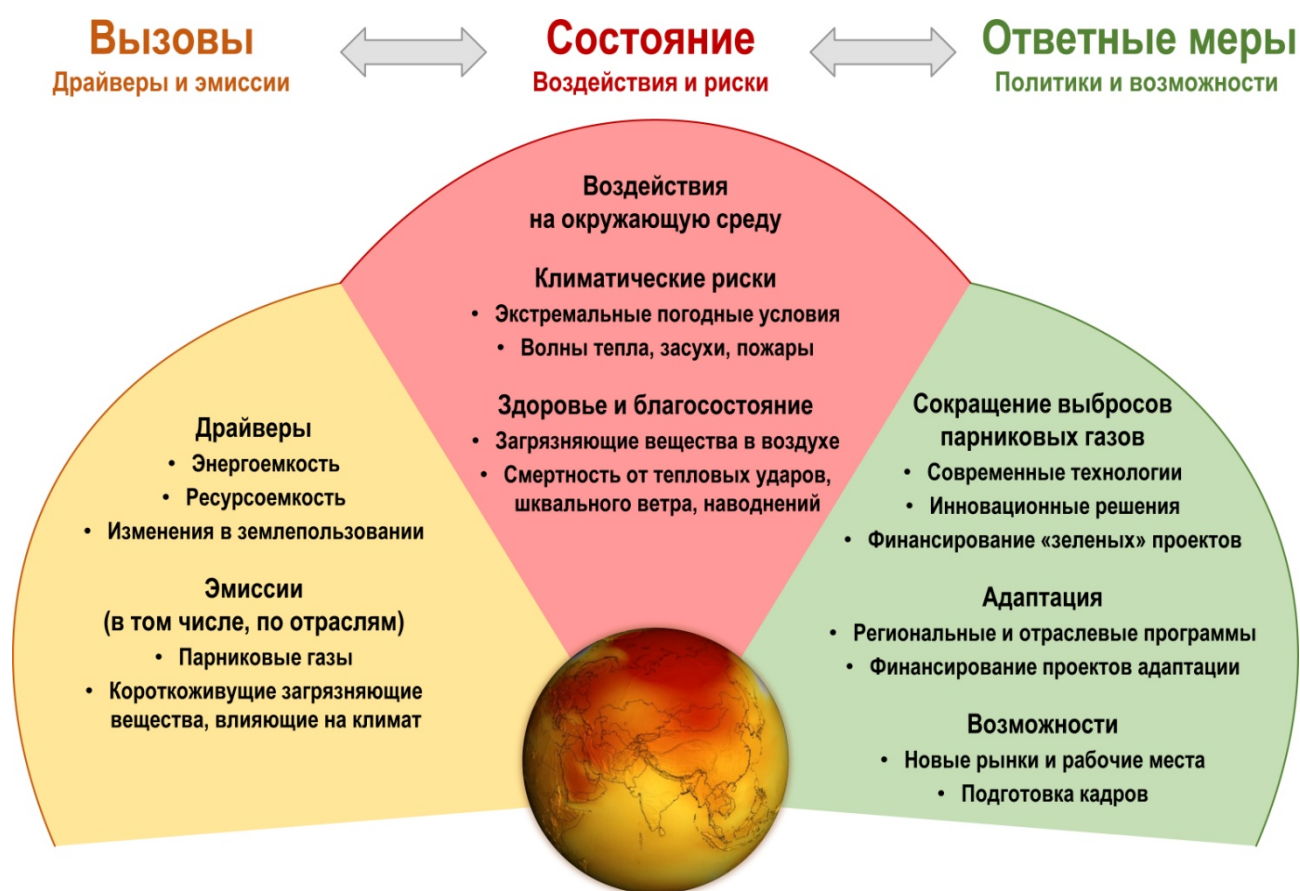 Вызовы
Драйверы и эмиссии
Состояние
Воздействия и риски
Ответные меры
Политики и возможности
Драйверы
• Энергоемкость
• Ресурсоемкость
• Изменения в землепользовании
Эмиссии
(в том числе, по отраслям)
• Парниковые газы
• Короткоживущие загрязняющие
вещества, влияющие на климат
Воздействия
на окружающую среду
Климатические риски
• Экстремальные погодные условия
• Волны тепла, засухи, пожары
Здоровье и благосостояние
• Загрязняющие вещества в воздухе
• Смертность от тепловых ударов,
шквального ветра, наводнений
Сокращение выбросов
парниковых газов
• Современные технологии
• Инновационные решения
• Финансирование «зеленых» проектов
Адаптация
• Региональные и отраслевые программы
• Финансирование проектов адаптации
Возможности
• Новые рынки и рабочие места
• Подготовка кадров